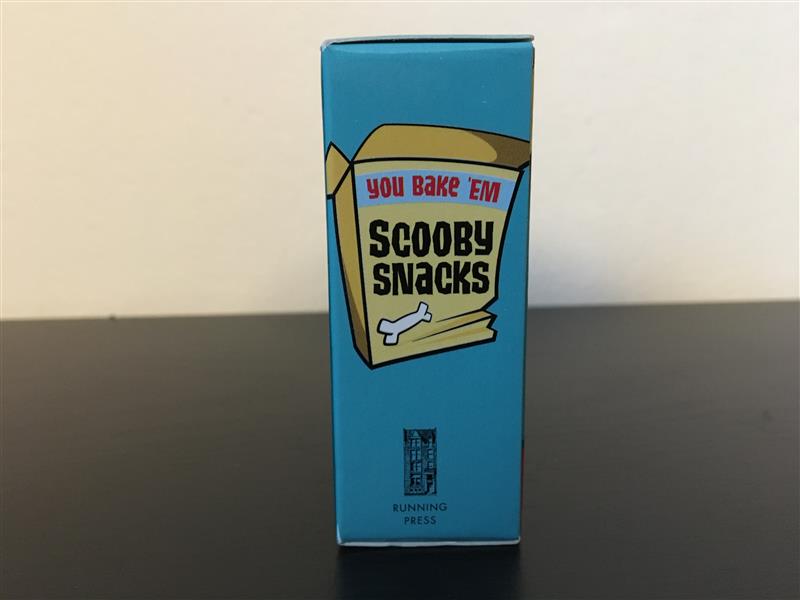 YOU BAKE 'EM
SCOOBY
SNACKS
RUNNING
PRESS